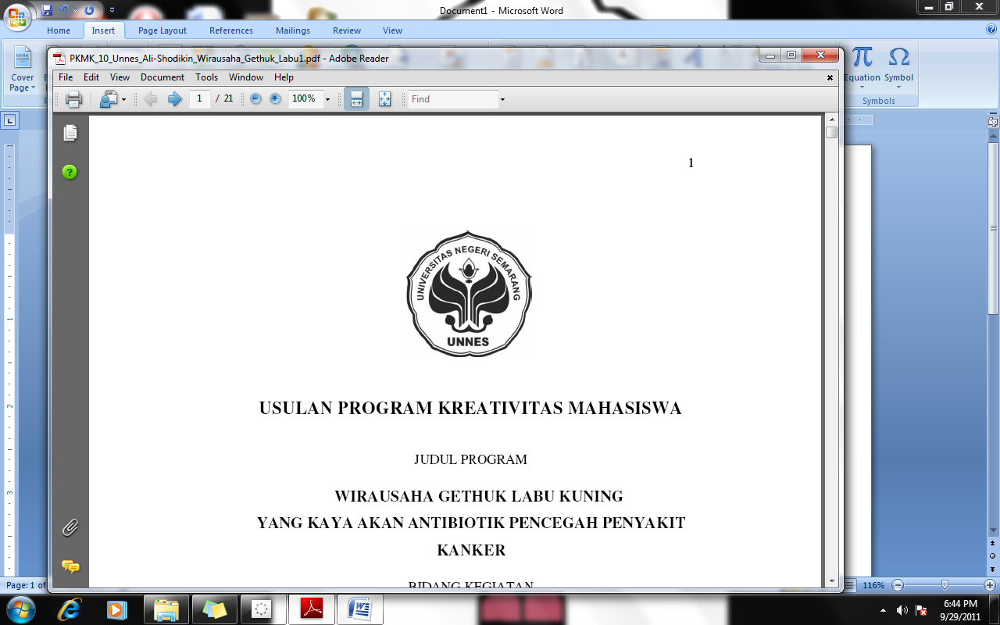 Document1 - Microsoft Word
Home Insert Page Layout References Mailings Review View
Cover
Page
Equation Symbol
Symbols
PKMK_10_Unnes_Ali-Shodikin_Wirausaha_Gethuk_Labu1.pdf - Adobe Reader
File Edit View Document Tools Window Help
1 / 21 100% Find
1
UNIVERSITAS NEGERI SEMARANG
UNNES
USULAN PROGRAM KREATIVITAS MAHASISWA
JUDUL PROGRAM
WIRAUSAHA GETHUK LABU KUNING
YANG KAYA AKAN ANTIBIOTIK PENCEGAH PENYAKIT
KANKER
BIDANG KEGIATAN
Page: 1 of
116%
6:44 PM
9/29/2011